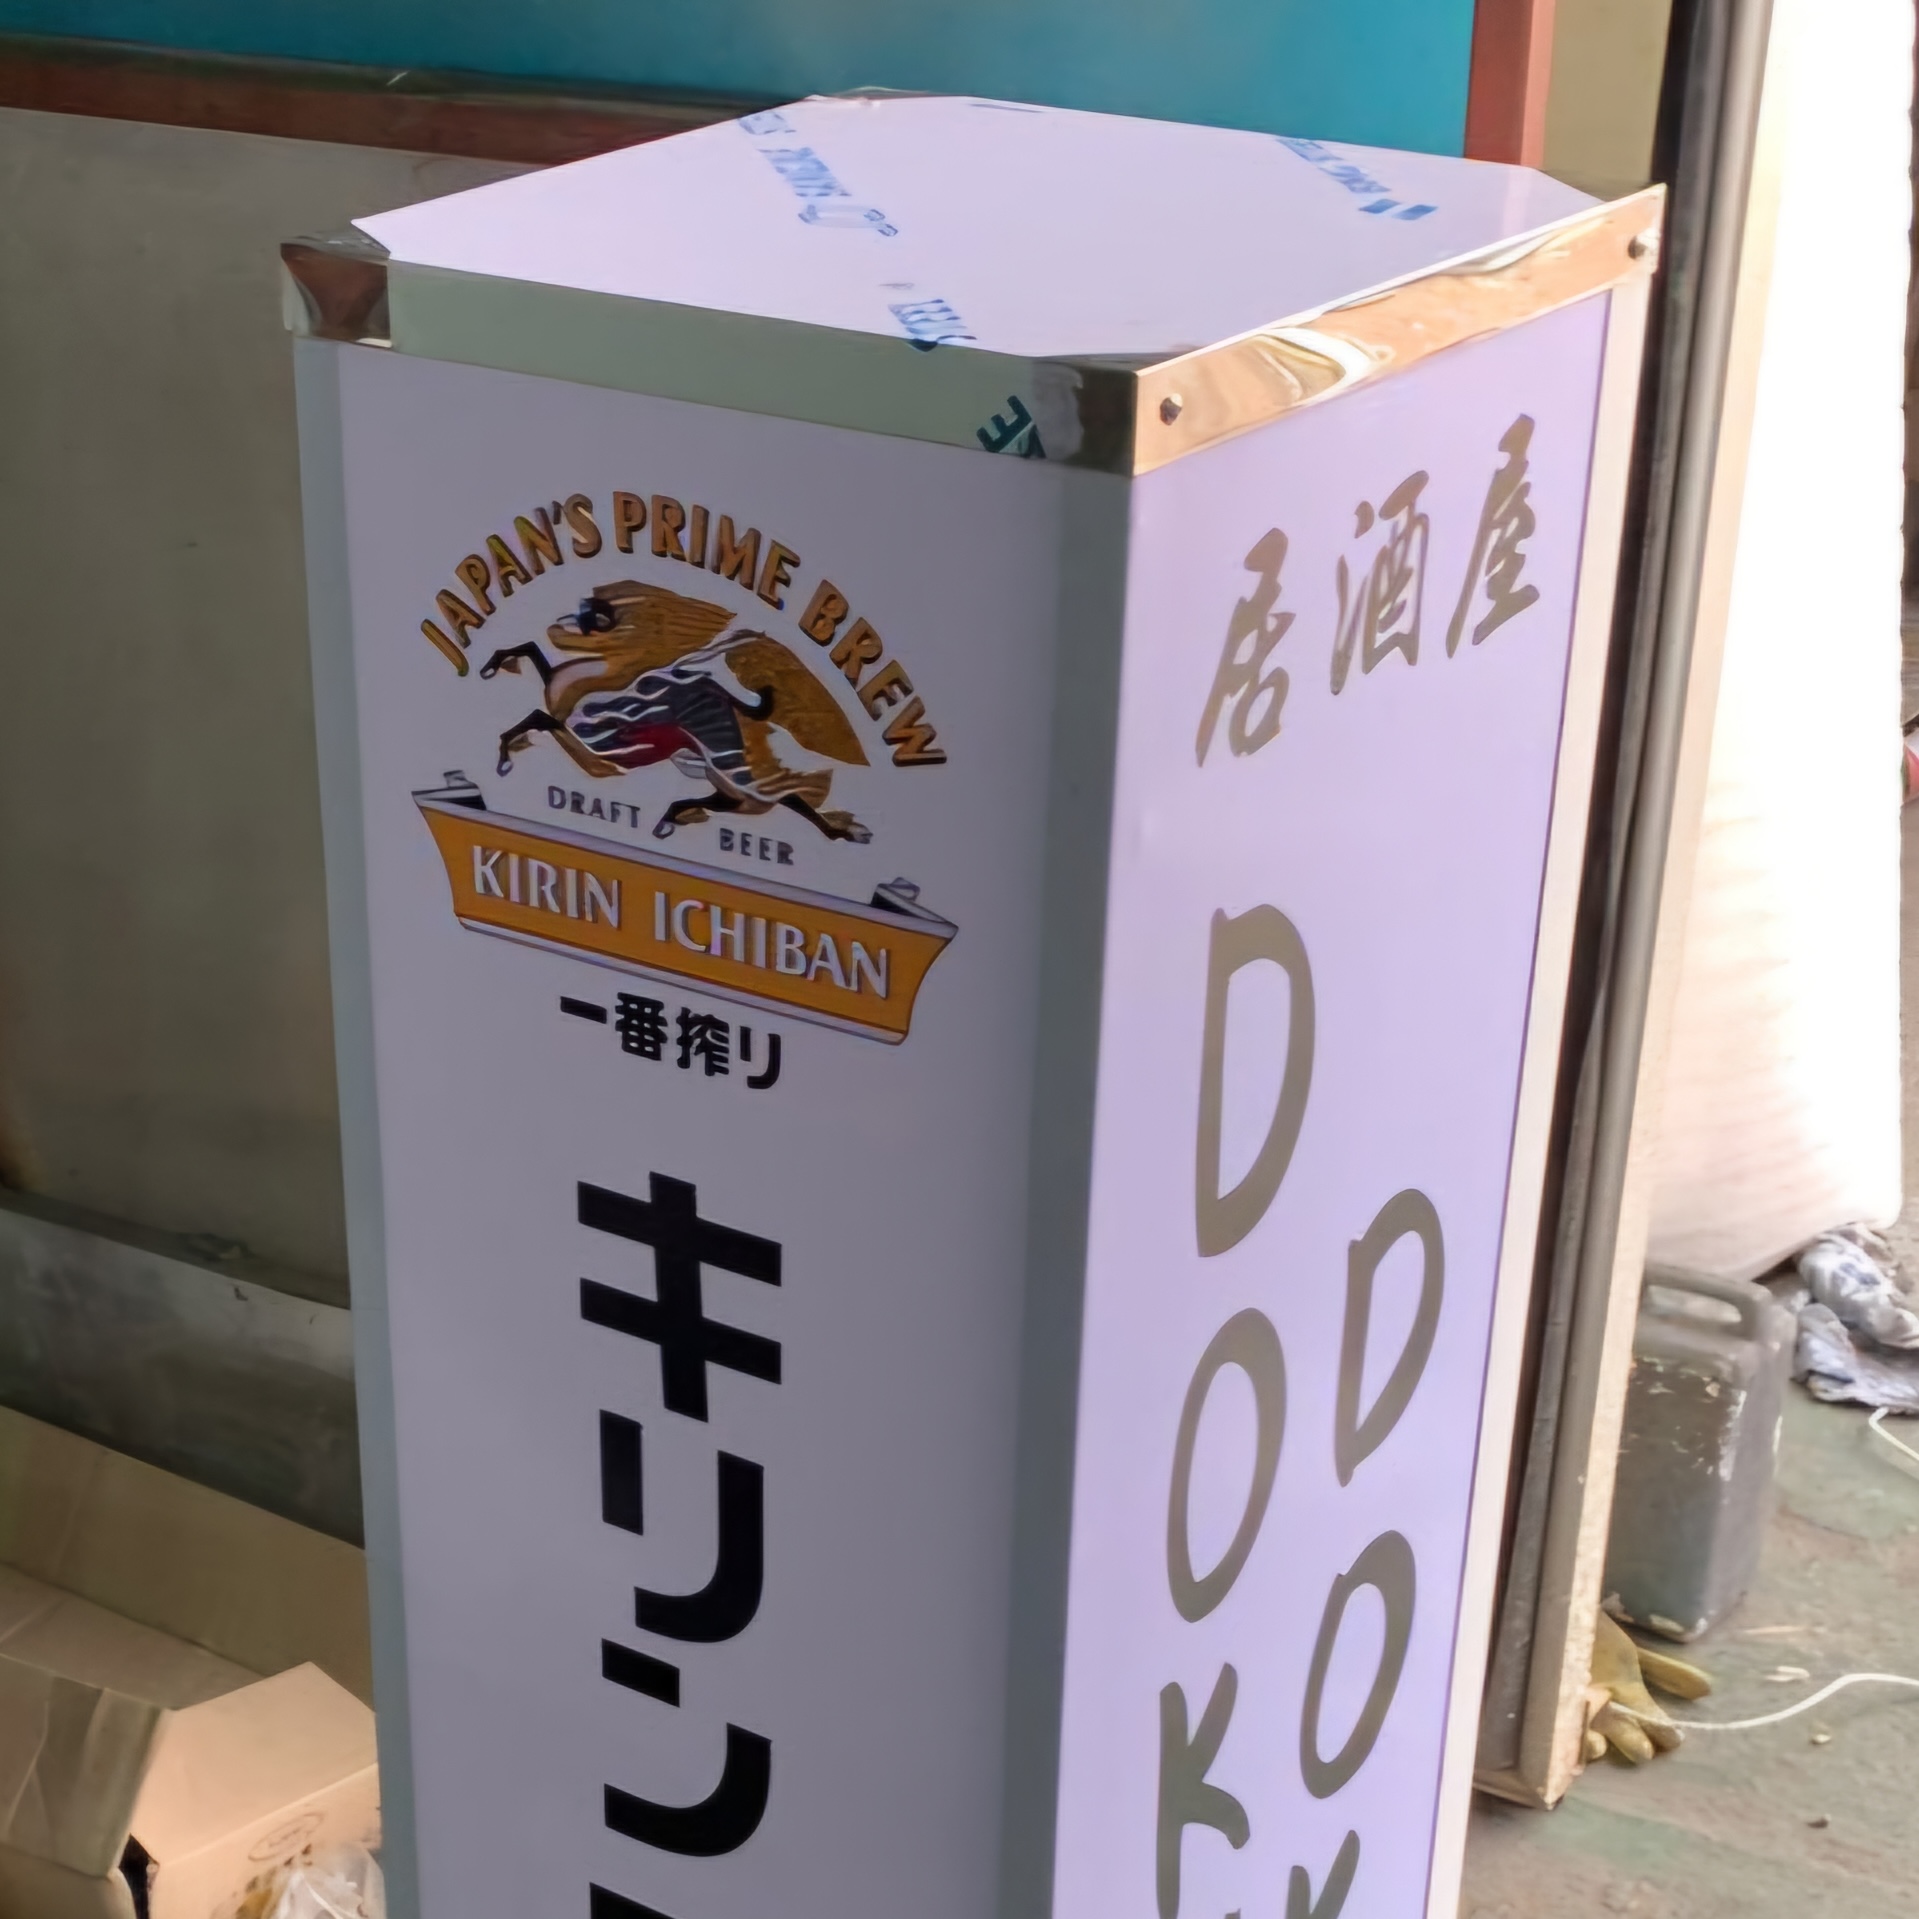 JAPAN'S PRIME BREW
DRAFT BEER
KIRIN ICHIBAN
一番搾り
キリン
居酒屋
DOK
DOK